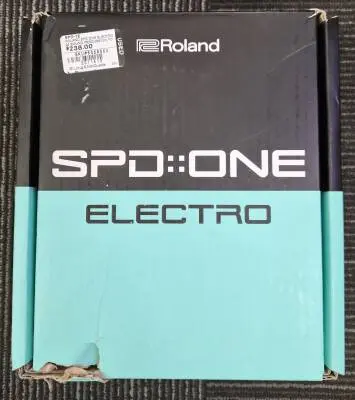 USED
¥238.00
Roland
SPD::ONE
ELECTRO